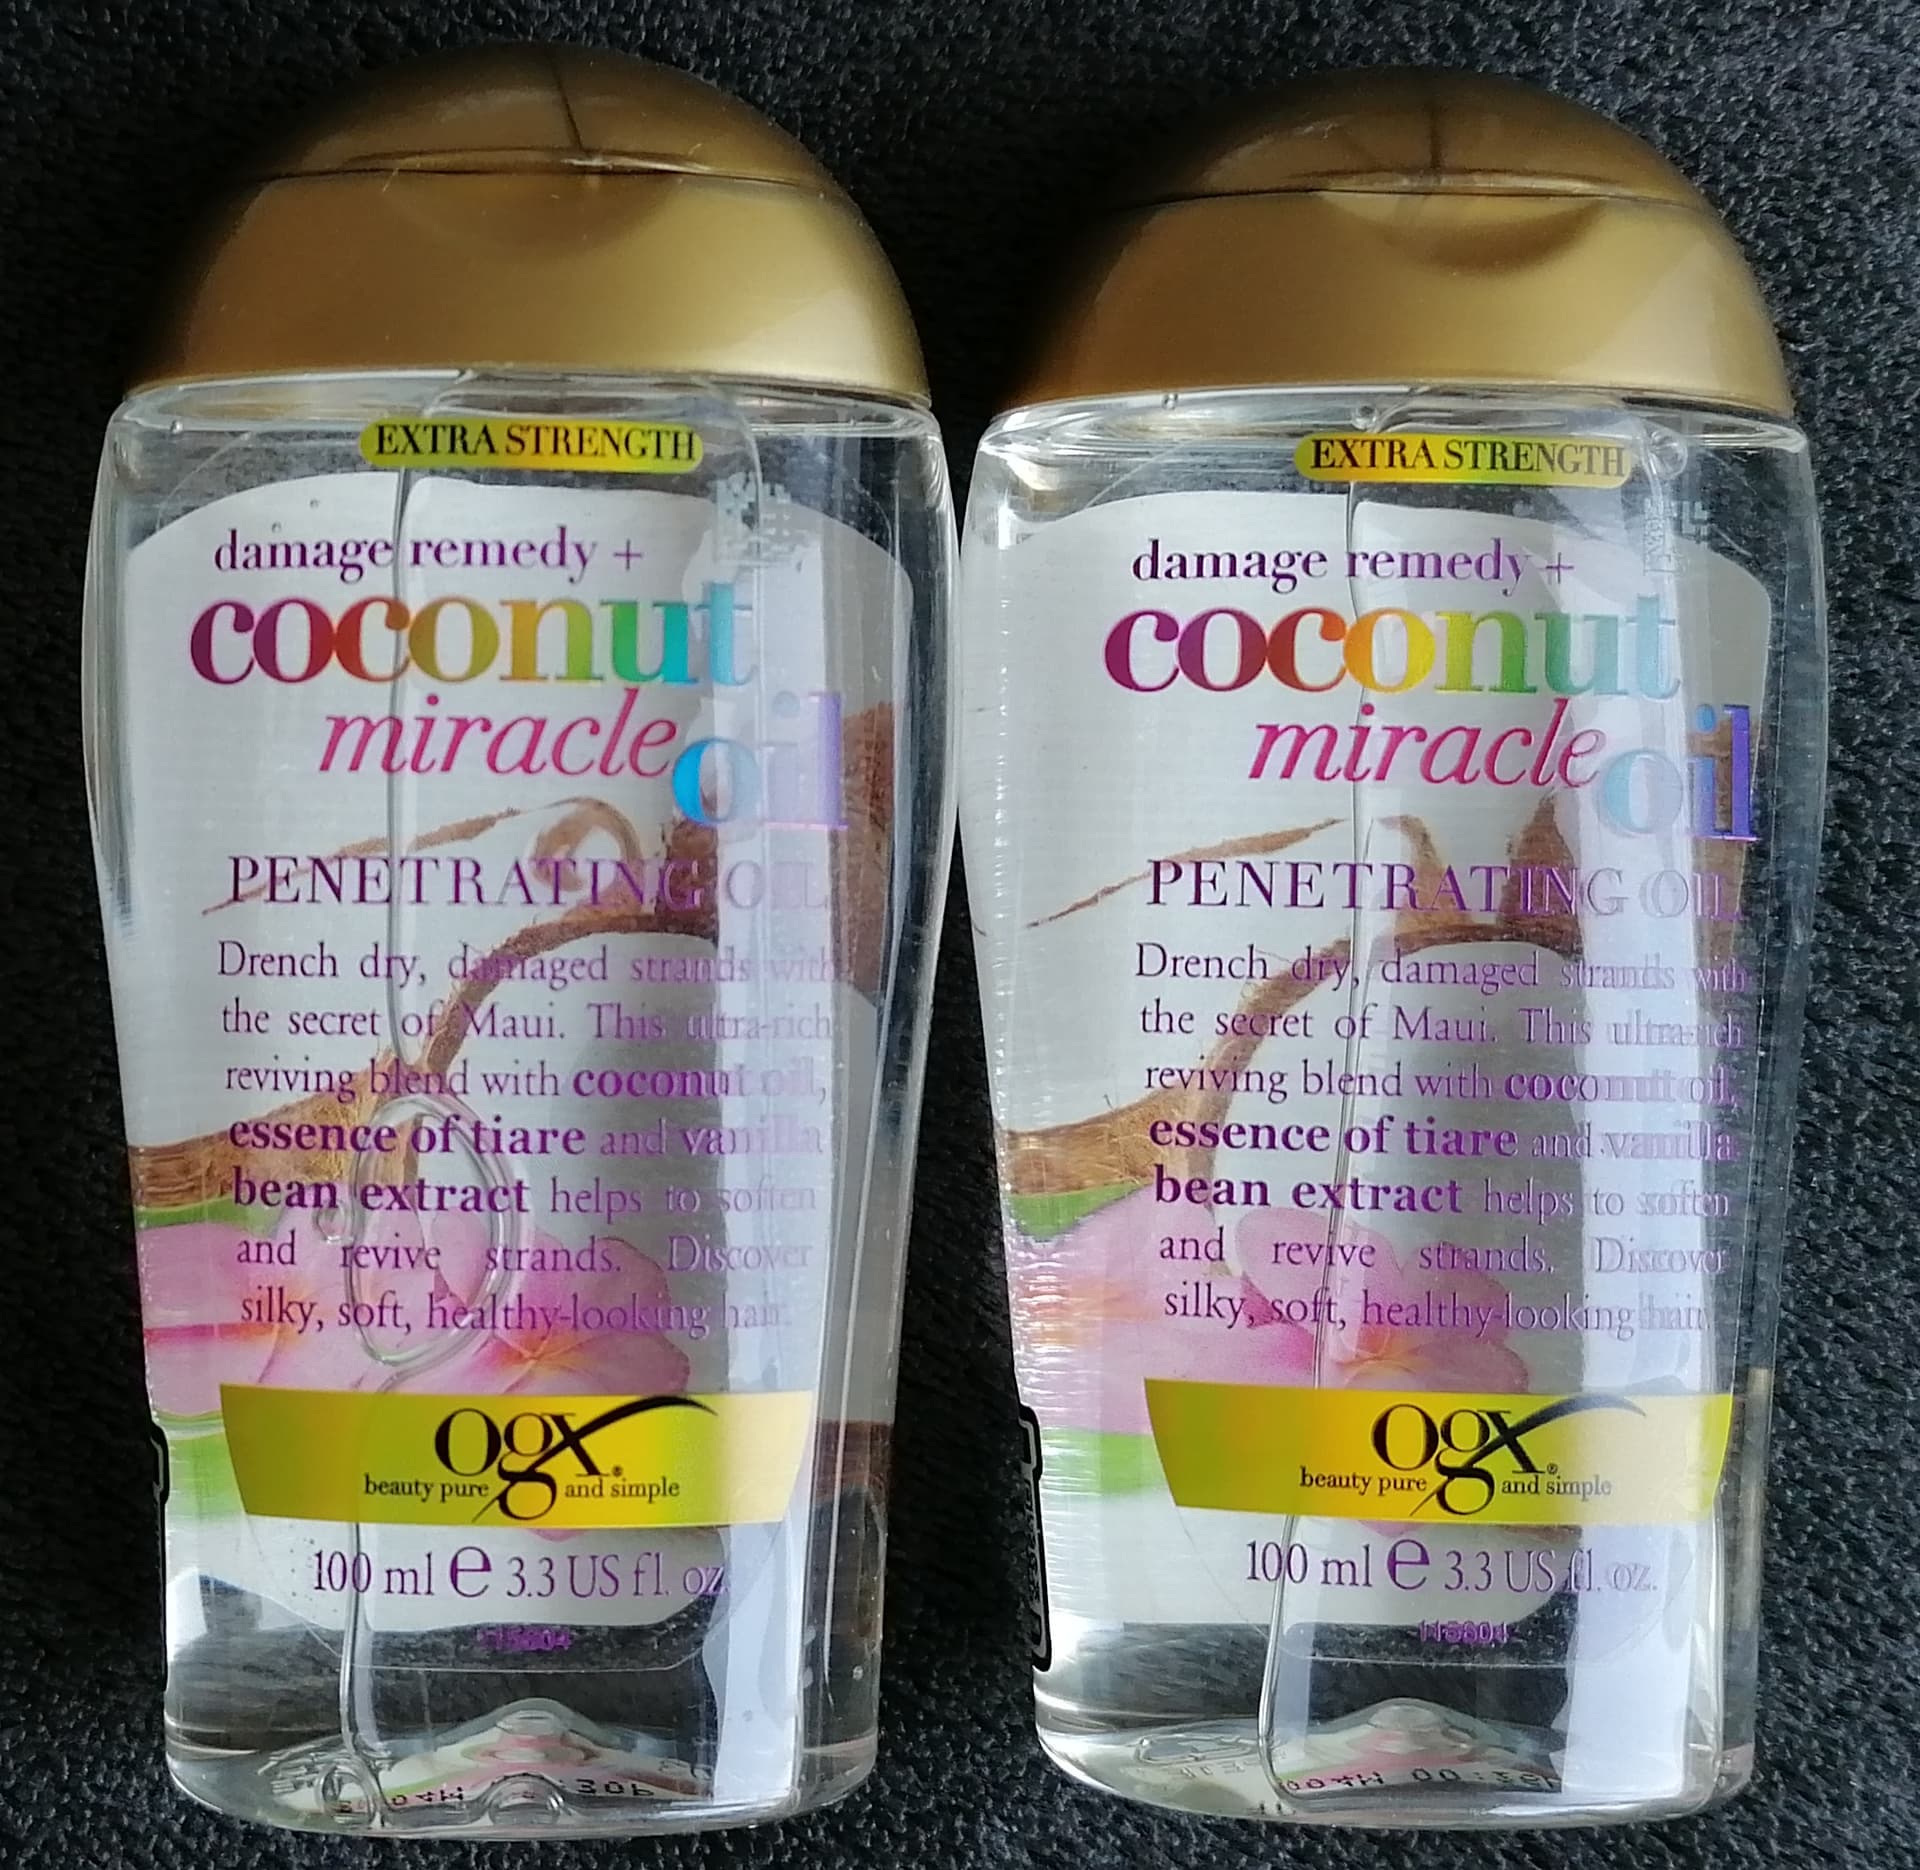 EXTRA STRENGTH
damage remedy +
coconut
miracle oil
PENETRATING OIL
Drench dry, damaged strands with
the secret of Maui. This ultra-rich
reviving blend with coconut oil,
essence of tiare and vanilla
bean extract helps to soften
and revive strands. Discover
silky, soft, healthy-looking hair.
ogx®
beauty pure and simple
100 ml ℮ 3.3 US fl. oz.
EXTRA STRENGTH
damage remedy +
coconut
miracle oil
PENETRATING OIL
Drench dry, damaged strands with
the secret of Maui. This ultra-rich
reviving blend with coconut oil,
essence of tiare and vanilla
bean extract helps to soften
and revive strands. Discover
silky, soft, healthy-looking hair.
ogx®
beauty pure and simple
100 ml ℮ 3.3 US fl. oz.